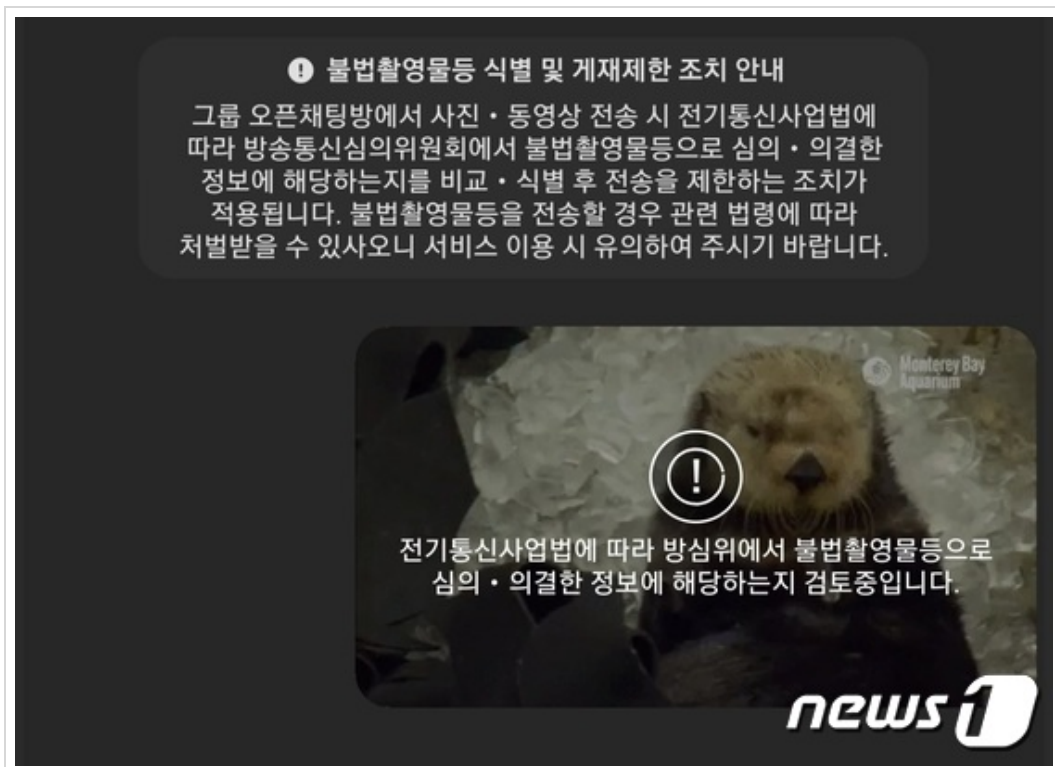 불법촬영물등 식별 및 게재제한 조치 안내
그룹 오픈채팅방에서 사진・동영상 전송 시 전기통신사업법에
따라 방송통신심의위원회에서 불법촬영물등으로 심의・의결한
정보에 해당하는지를 비교・식별 후 전송을 제한하는 조치가
적용됩니다. 불법촬영물등을 전송할 경우 관련 법령에 따라
처벌받을 수 있사오니 서비스 이용 시 유의하여 주시기 바랍니다.
Monterey Bay
Aquarium
전기통신사업법에 따라 방심위에서 불법촬영물등으로
심의・의결한 정보에 해당하는지 검토중입니다.
news1